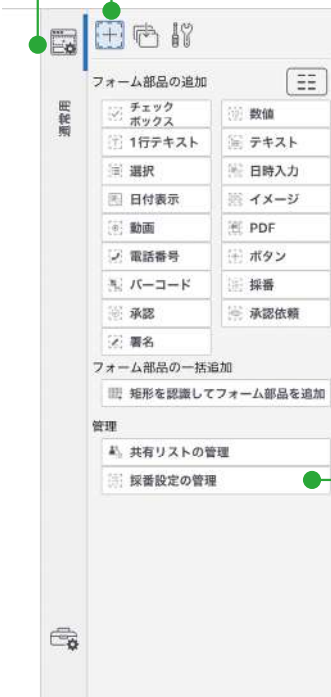 フォーム部品の追加
チェック
ボックス
数値
1行テキスト
テキスト
選択
日時入力
日付表示
イメージ
動画
PDF
電話番号
ボタン
バーコード
採番
承認
承認依頼
署名
フォーム部品の一括追加
矩形を認識してフォーム部品を追加
管理
共有リストの管理
採番設定の管理